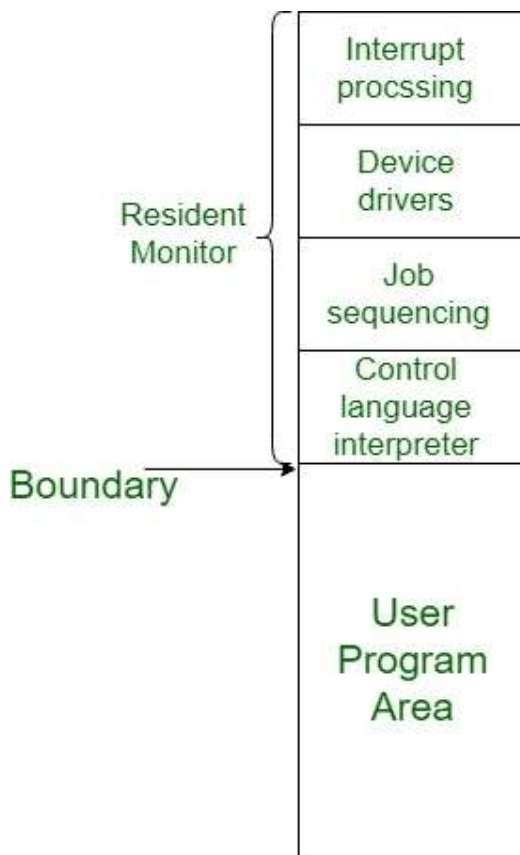 Interrupt
procssing
Device
drivers
Resident
Monitor
Job
sequencing
Control
language
interpreter
Boundary
User
Program
Area